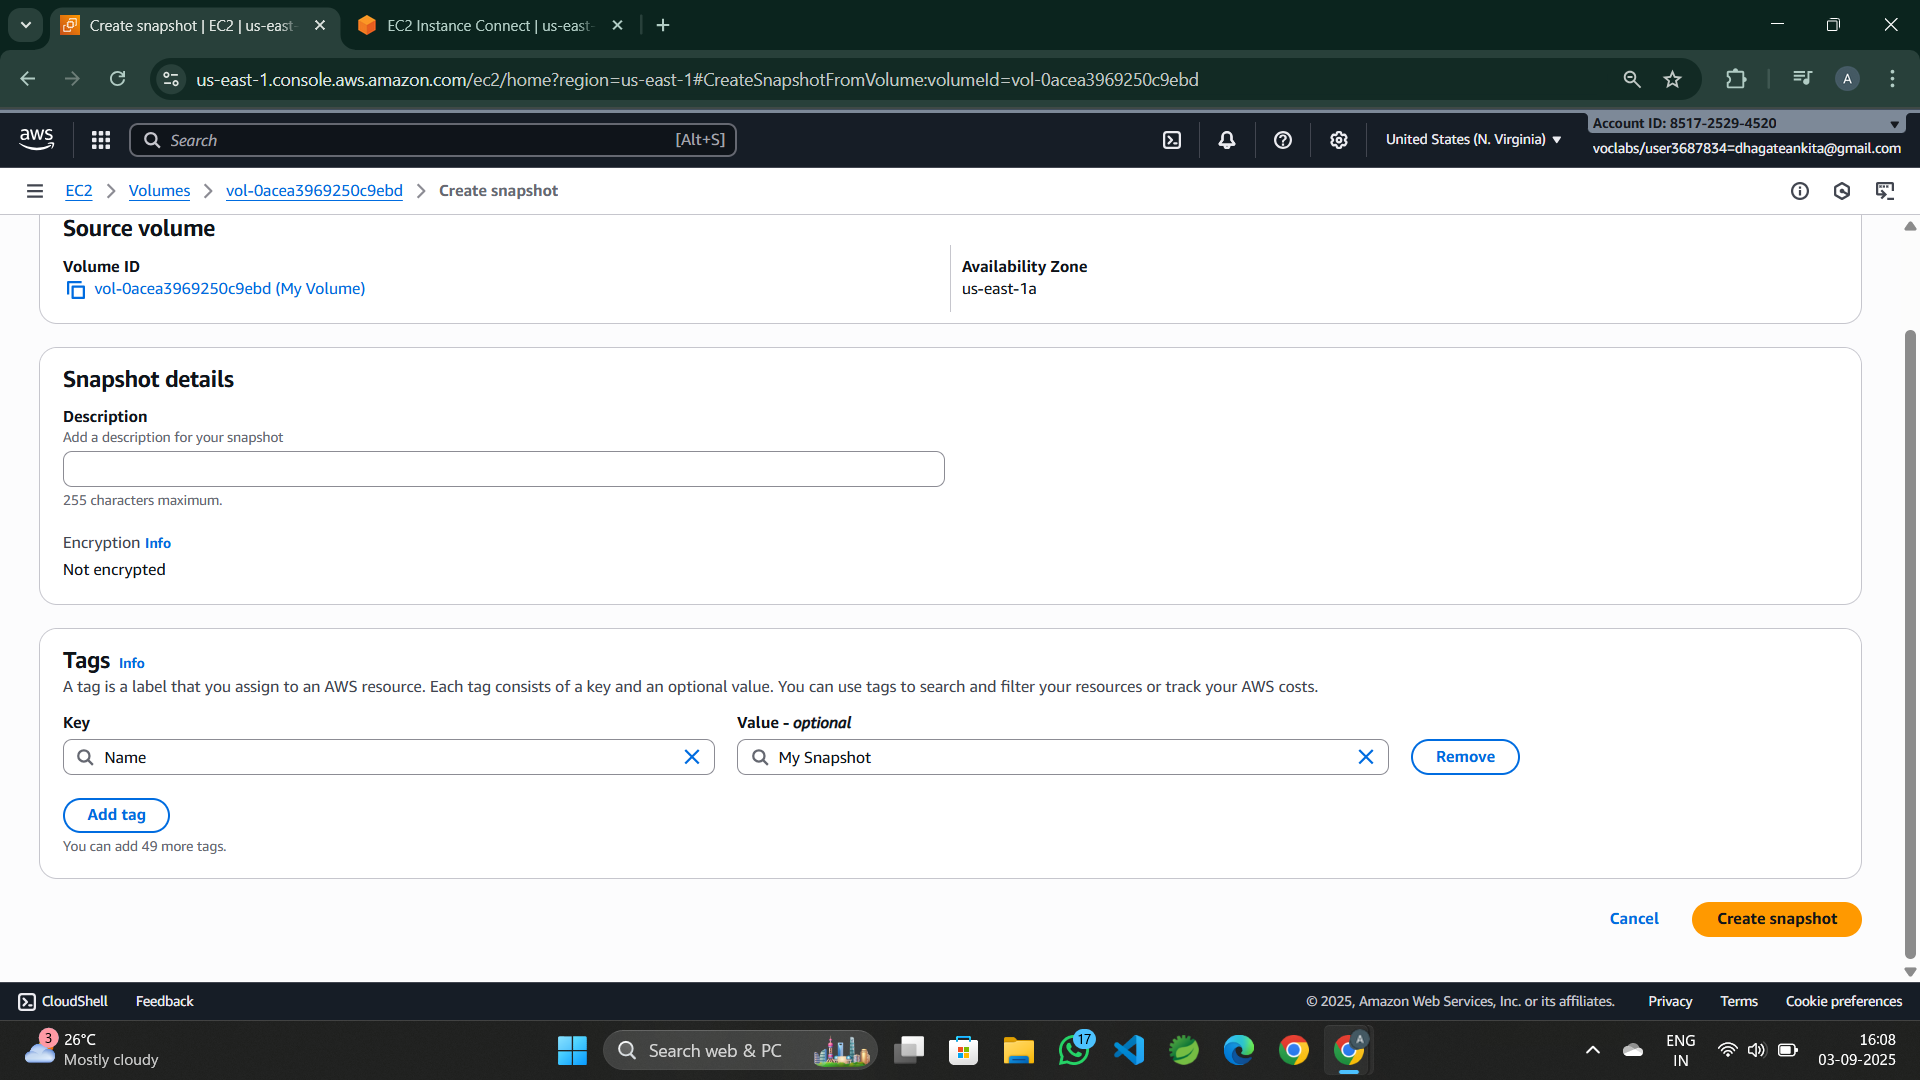 Create snapshot | EC2 | us-east-
EC2 Instance Connect | us-east-
us-east-1.console.aws.amazon.com/ec2/home?region=us-east-1#CreateSnapshotFromVolume:volumeId=vol-0acea3969250c9ebd
A
aws
Search
[Alt+S]
United States (N. Virginia)
Account ID: 8517-2529-4520
voclabs/user3687834=dhagateankita@gmail.com
EC2
Volumes
vol-0acea3969250c9ebd
Create snapshot
Source volume
Volume ID
vol-0acea3969250c9ebd (My Volume)
Availability Zone
us-east-1a
Snapshot details
Description
Add a description for your snapshot
255 characters maximum.
Encryption Info
Not encrypted
Tags Info
A tag is a label that you assign to an AWS resource. Each tag consists of a key and an optional value. You can use tags to search and filter your resources or track your AWS costs.
Key
Value - optional
Name
My Snapshot
Remove
Add tag
You can add 49 more tags.
Cancel
Create snapshot
CloudShell
Feedback
© 2025, Amazon Web Services, Inc. or its affiliates.
Privacy
Terms
Cookie preferences
3
26°C
Mostly cloudy
Search web & PC
17
A
ENG
IN
16:08
03-09-2025